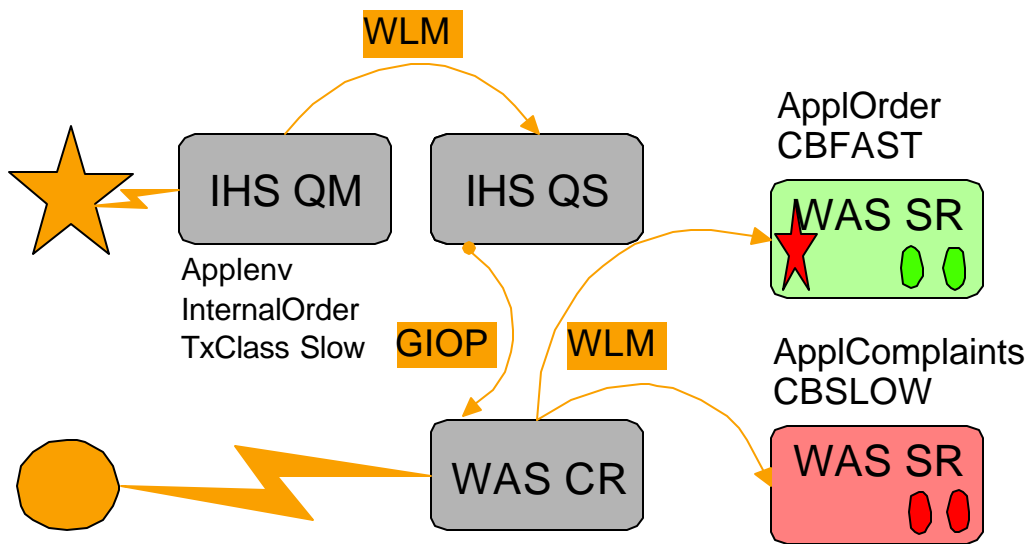 WLM
ApplOrder
CBFAST
IHS QM
IHS QS
WAS SR
Applenv
InternalOrder
TxClass Slow
GIOP
WLM
ApplComplaints
CBSLOW
WAS CR
WAS SR